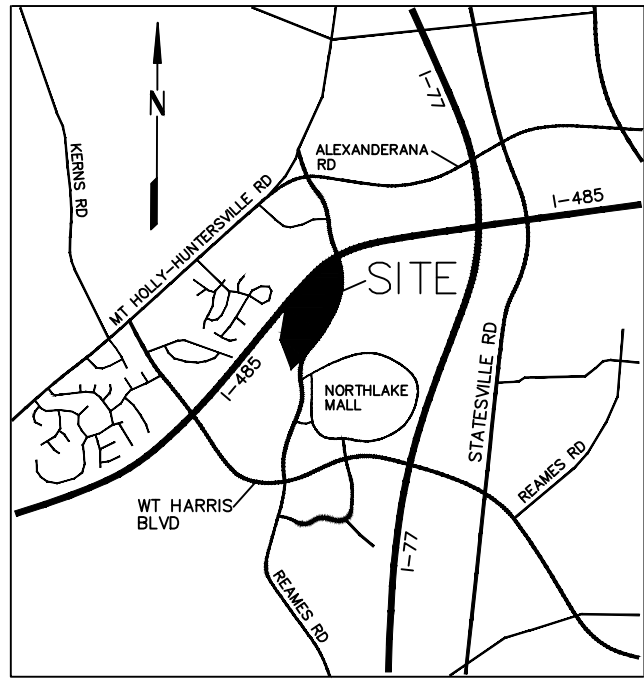 I-77
N
ALEXANDERANA
RD
KERNS RD
I-485
MT HOLLY-HUNTERSVILLE RD
SITE
I-485
STATESVILLE RD
NORTHLAKE
MALL
REAMES RD
WT HARRIS
BLVD
I-77
REAMES RD